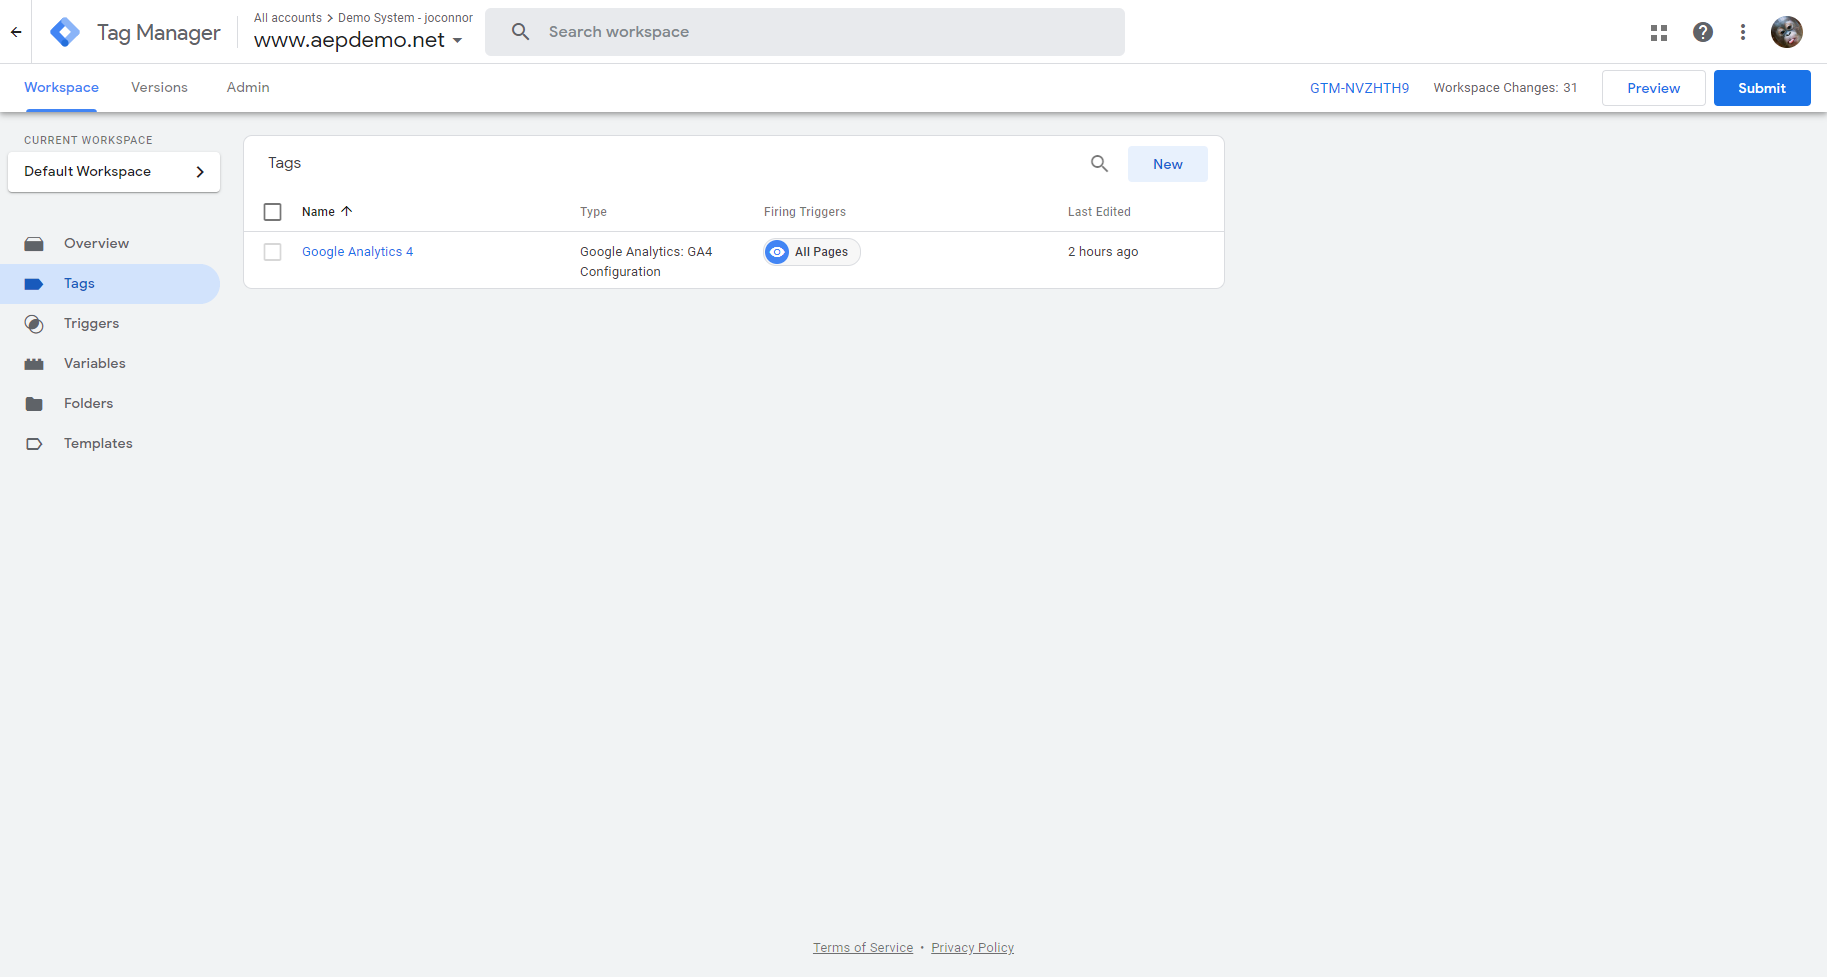 Tag Manager
All accounts > Demo System - joconnor
www.aepdemo.net
Search workspace
Workspace
Versions
Admin
GTM-NVZHTH9
Workspace Changes: 31
Preview
Submit
CURRENT WORKSPACE
Default Workspace
Overview
Tags
Triggers
Variables
Folders
Templates
Tags
New
Name
Type
Firing Triggers
Last Edited
Google Analytics 4
Google Analytics: GA4
Configuration
All Pages
2 hours ago
Terms of Service • Privacy Policy